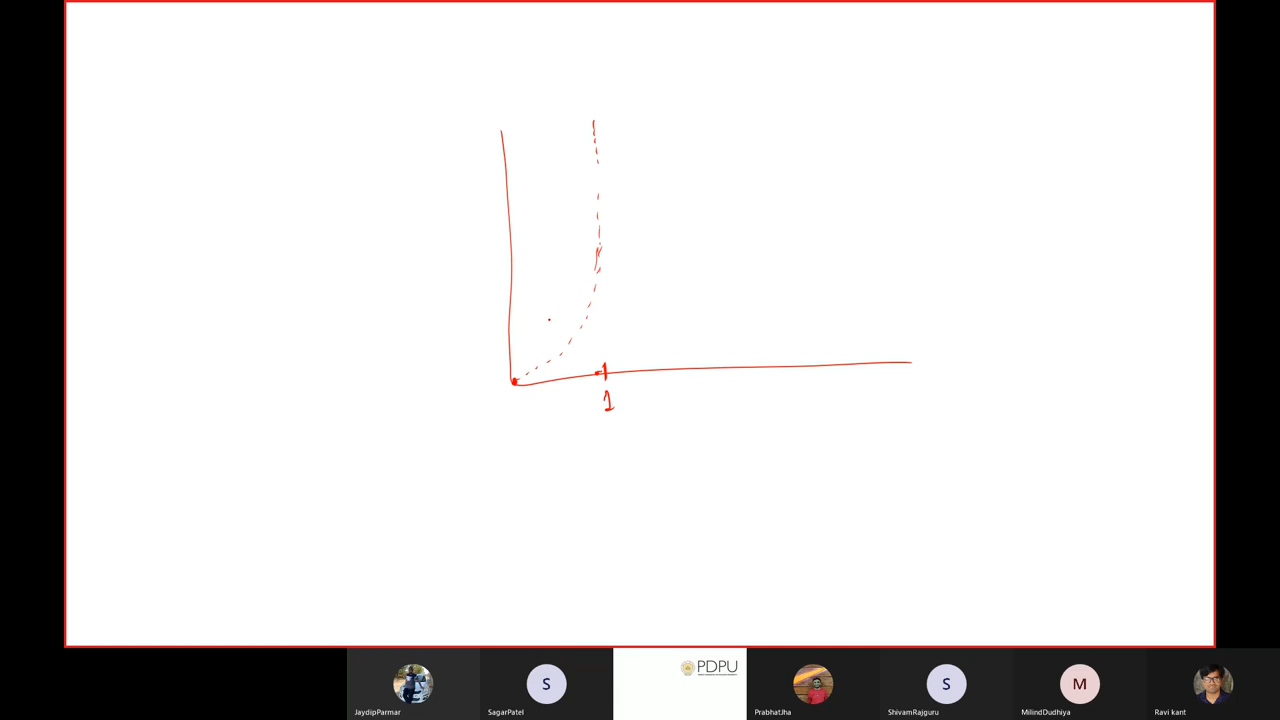 1
PDPU
S
S
M
JaydipParmar
SagarPatel
PrabhatJha
ShivamRajguru
MilindDudhiya
Ravi kant